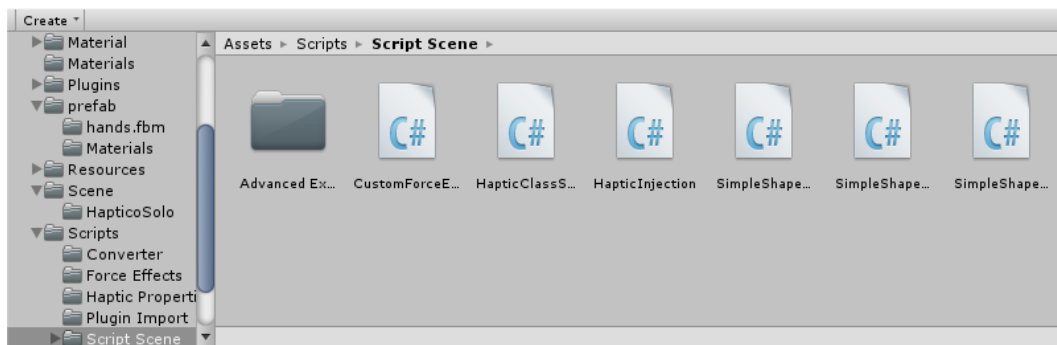 Create
Material
Materials
Plugins
prefab
hands.fbm
Materials
Resources
Scene
HapticoSolo
Scripts
Converter
Force Effects
Haptic Properti
Plugin Import
Script Scene
Assets Scripts Script Scene
C# C# C# C# C# C#
Advanced Ex... CustomForceE... HapticClassS... HapticInjection SimpleShape... SimpleShape... SimpleShape...